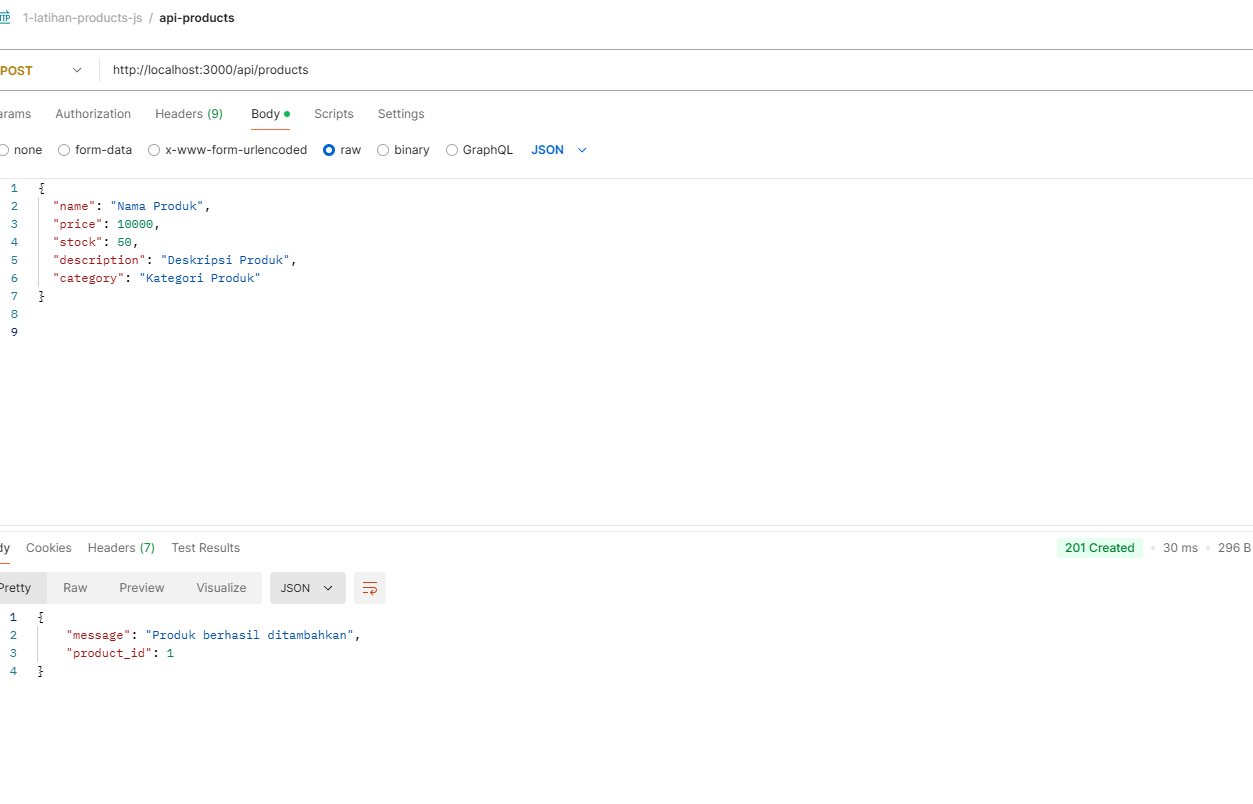 1-latihan-products-js / api-products
POST http://localhost:3000/api/products
arams Authorization Headers (9) Body Scripts Settings
none form-data x-www-form-urlencoded raw binary GraphQL JSON
1 {
2 "name": "Nama Produk",
3 "price": 10000,
4 "stock": 50,
5 "description": "Deskripsi Produk",
6 "category": "Kategori Produk"
7 }
8
9
dy Cookies Headers (7) Test Results 201 Created 30 ms 296 B
Pretty Raw Preview Visualize JSON
1 {
2 "message": "Produk berhasil ditambahkan",
3 "product_id": 1
4 }